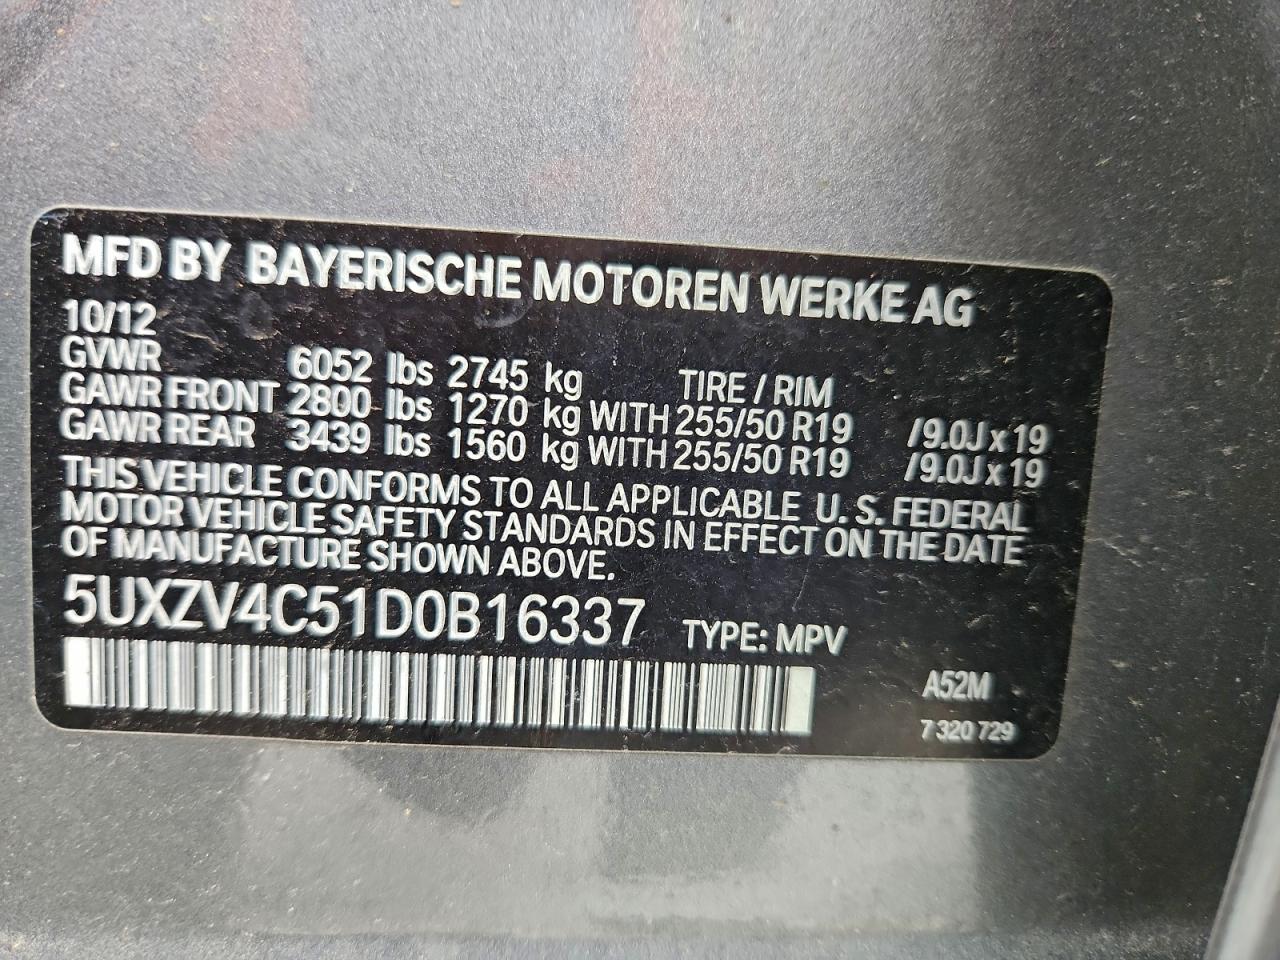 MFD BY BAYERISCHE MOTOREN WERKE AG
10/12
GVWR 6052 lbs 2745 kg TIRE / RIM
GAWR FRONT 2800 lbs 1270 kg WITH 255/50 R19 /9.0J x 19
GAWR REAR 3439 lbs 1560 kg WITH 255/50 R19 /9.0J x 19
THIS VEHICLE CONFORMS TO ALL APPLICABLE U. S. FEDERAL
MOTOR VEHICLE SAFETY STANDARDS IN EFFECT ON THE DATE
OF MANUFACTURE SHOWN ABOVE.
5UXZV4C51D0B16337 TYPE: MPV
A52M
7 320 729